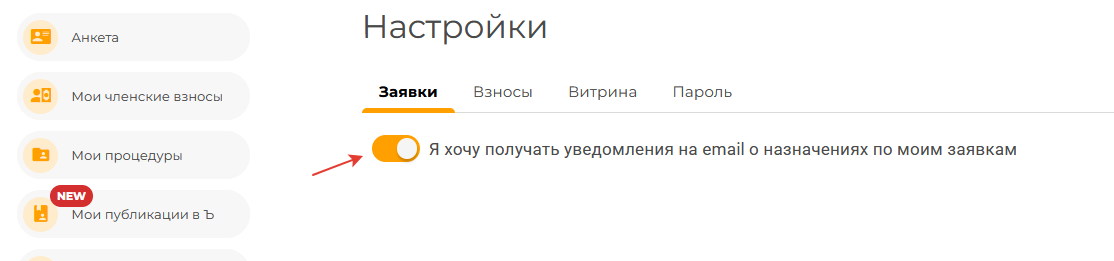 Настройки
Анкета
Мои членские взносы
Мои процедуры
NEW
Мои публикации в Ъ
Заявки Взносы Витрина Пароль
Я хочу получать уведомления на email о назначениях по моим заявкам